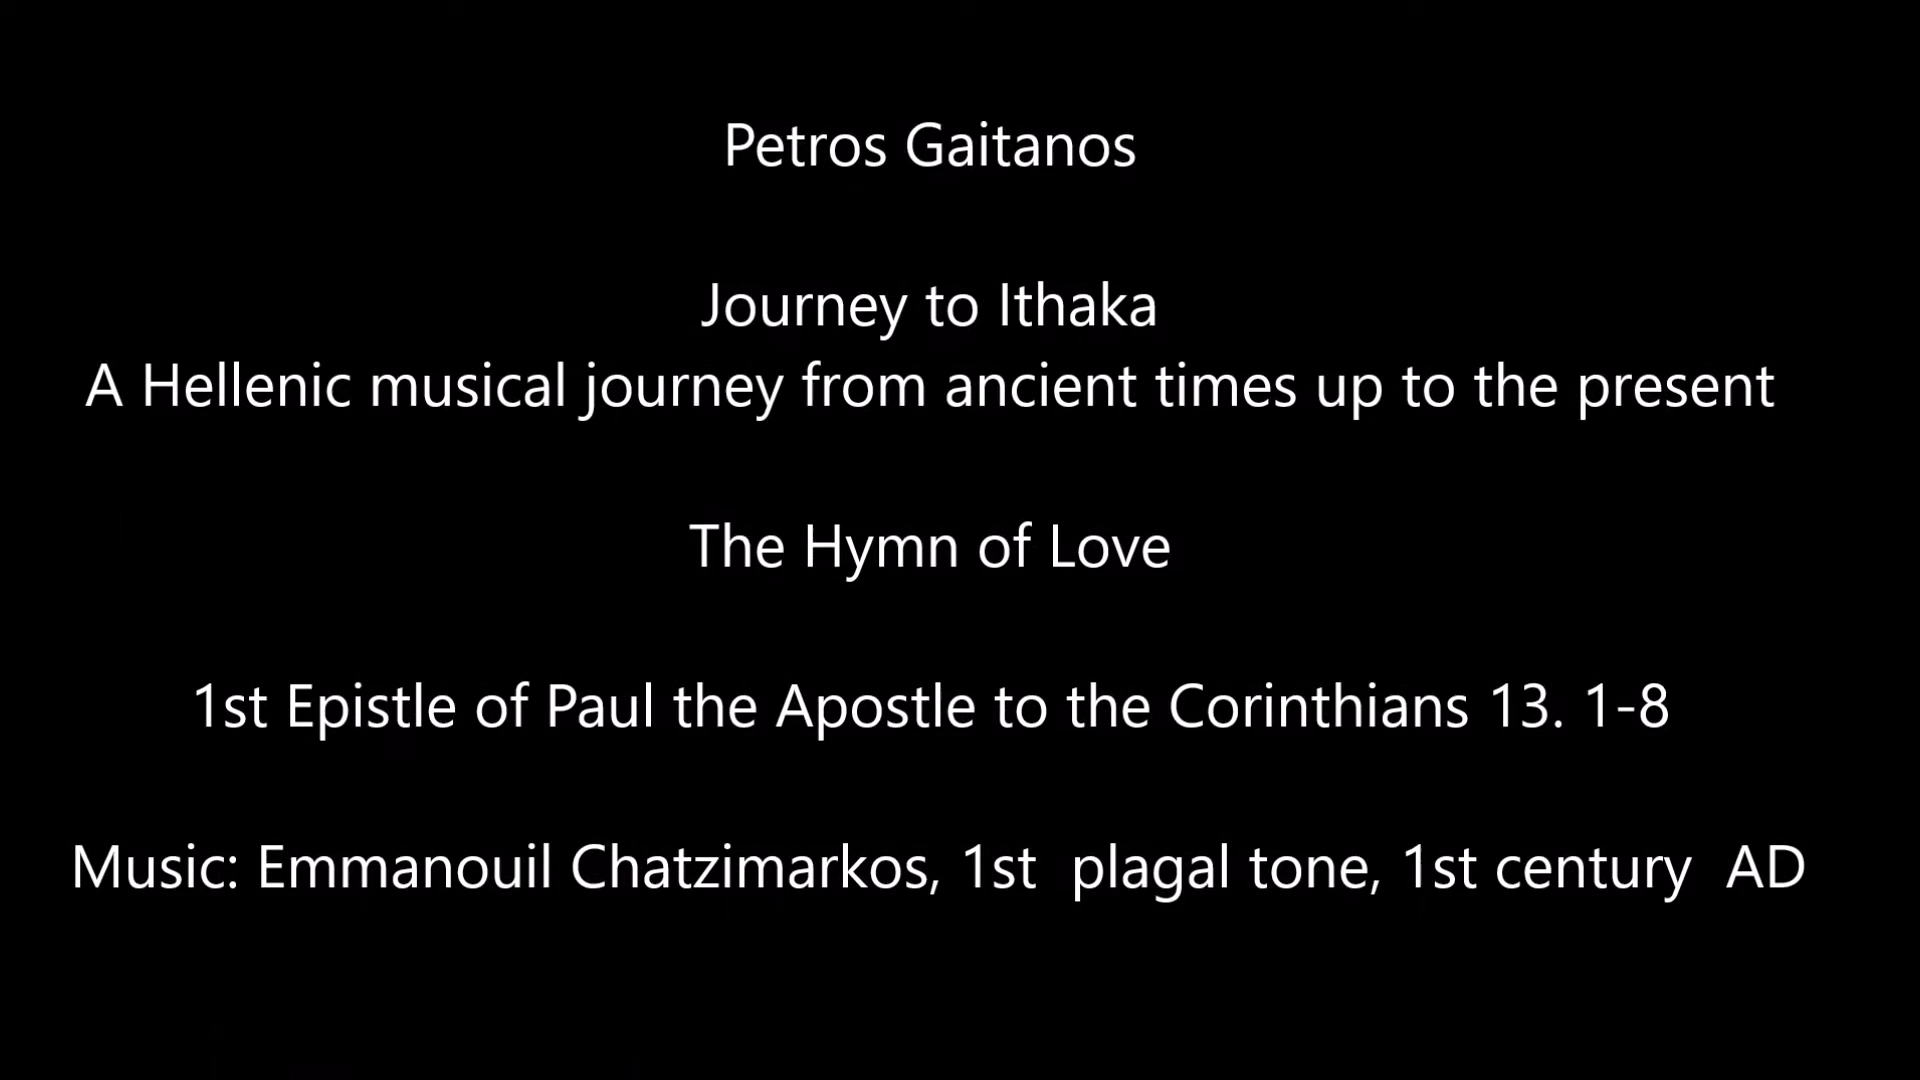 Petros Gaitanos
Journey to Ithaka
A Hellenic musical journey from ancient times up to the present
The Hymn of Love
1st Epistle of Paul the Apostle to the Corinthians 13. 1-8
Music: Emmanouil Chatzimarkos, 1st  plagal tone, 1st century  AD